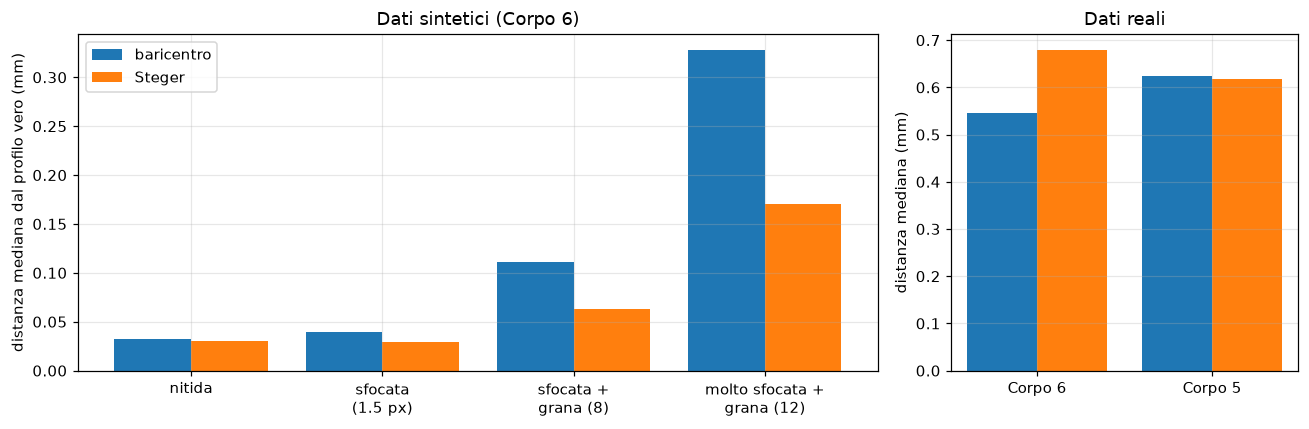 Dati sintetici (Corpo 6)
distanza mediana dal profilo vero (mm)
0.30
0.25
0.20
0.15
0.10
0.05
0.00
baricentro
Steger
nitida
sfocata
(1.5 px)
sfocata +
grana (8)
molto sfocata +
grana (12)
Dati reali
distanza mediana (mm)
0.7
0.6
0.5
0.4
0.3
0.2
0.1
0.0
Corpo 6
Corpo 5